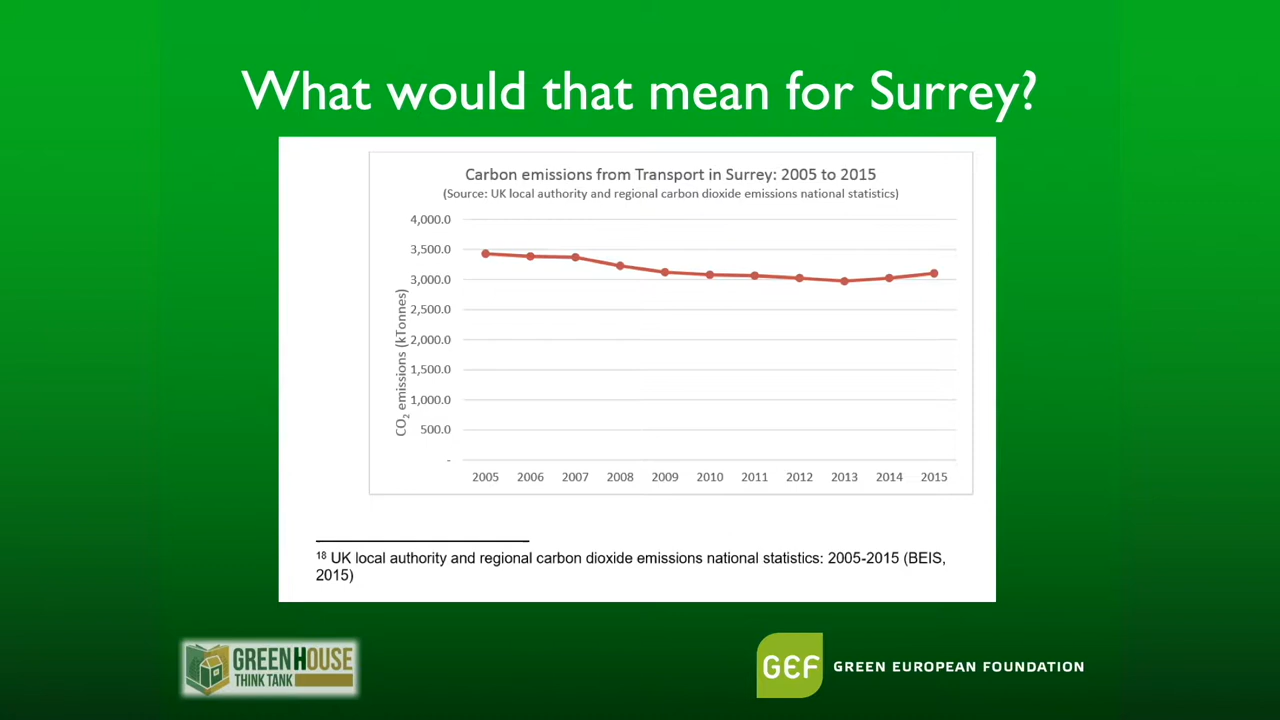 What would that mean for Surrey?
Carbon emissions from Transport in Surrey: 2005 to 2015
(Source: UK local authority and regional carbon dioxide emissions national statistics)
CO₂ emissions (kTonnes)
4,000.0
3,500.0
3,000.0
2,500.0
2,000.0
1,500.0
1,000.0
500.0
-
2005 2006 2007 2008 2009 2010 2011 2012 2013 2014 2015
¹⁸ UK local authority and regional carbon dioxide emissions national statistics: 2005-2015 (BEIS,
2015)
GREENHOUSE
THINK TANK
GEF
GREEN EUROPEAN FOUNDATION